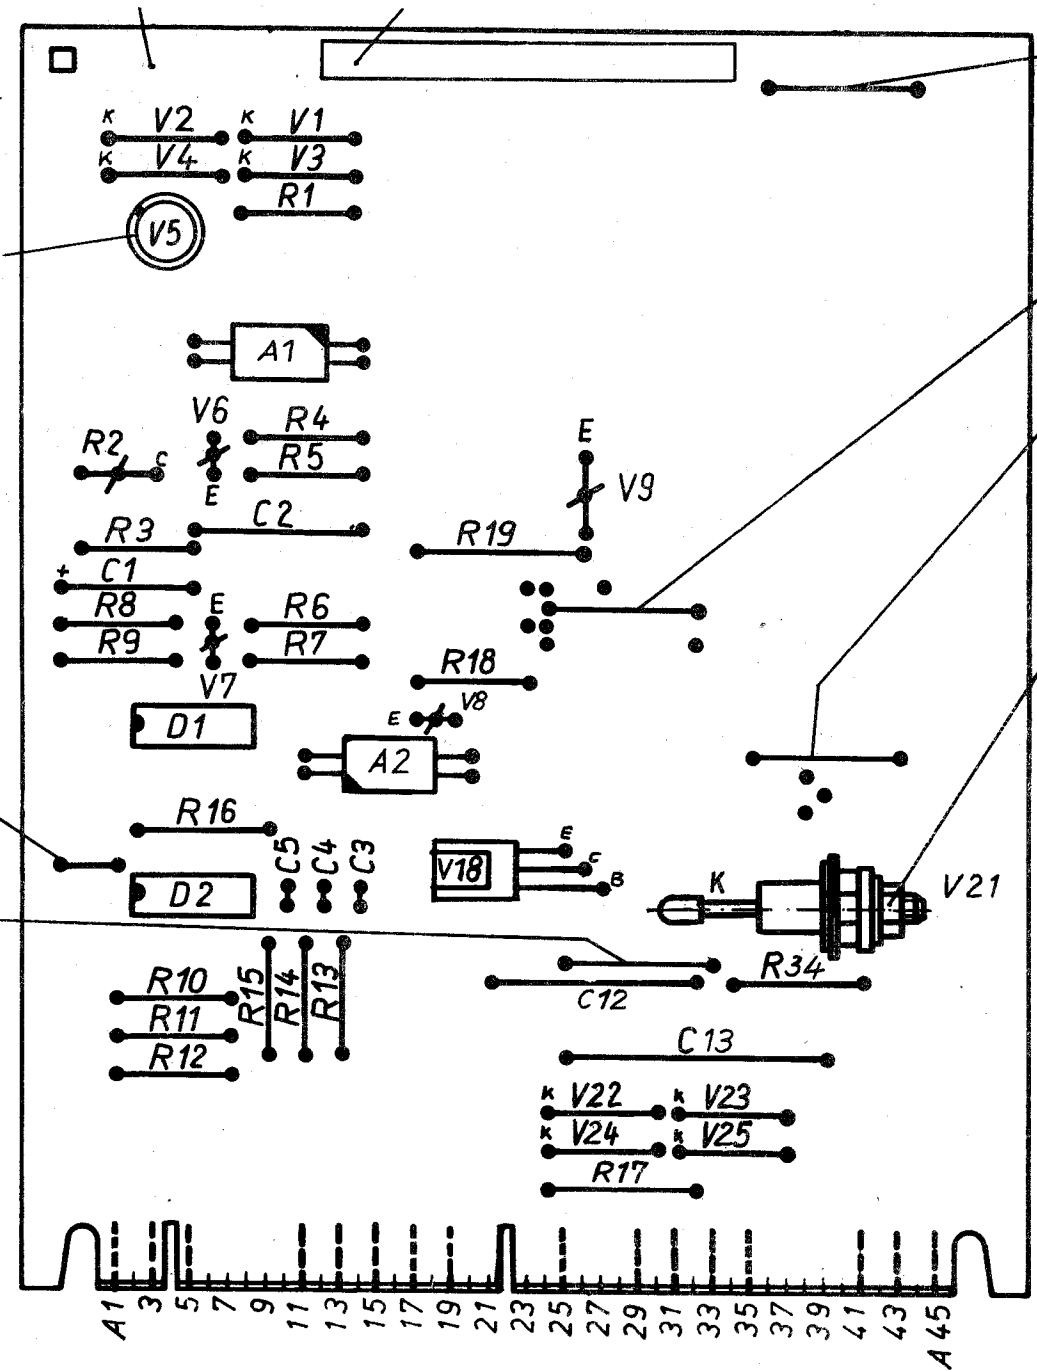 K V2 K V1
K V4 K V3
R1
V5
A1
V6 R4
R2 C R5
E
E V9
C2
R3 R19
+ C1
R8 E R6
R9 R7
R18
V7 V8
E
D1 A2
R16
C5 C4 C3 E
V18 C
B
D2 K V21
R34
R10 R15 R14 R13 C12
R11
R12 C13
K V22 K V23
K V24 K V25
R17
A1 3 5 7 9 11 13 15 17 19 21 23 25 27 29 31 33 35 37 39 41 43 A45